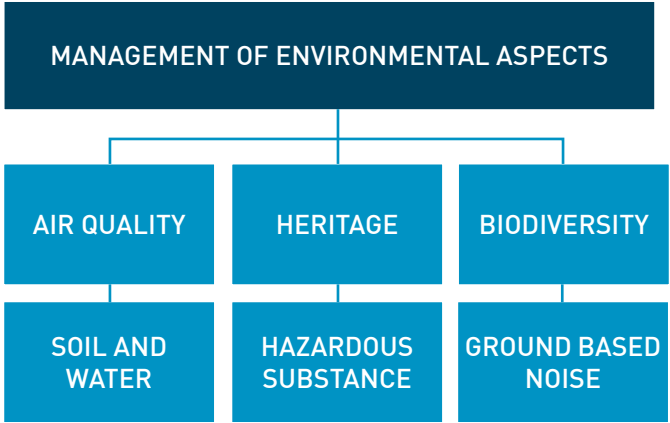 MANAGEMENT OF ENVIRONMENTAL ASPECTS
AIR QUALITY
HERITAGE
BIODIVERSITY
SOIL AND
WATER
HAZARDOUS
SUBSTANCE
GROUND BASED
NOISE